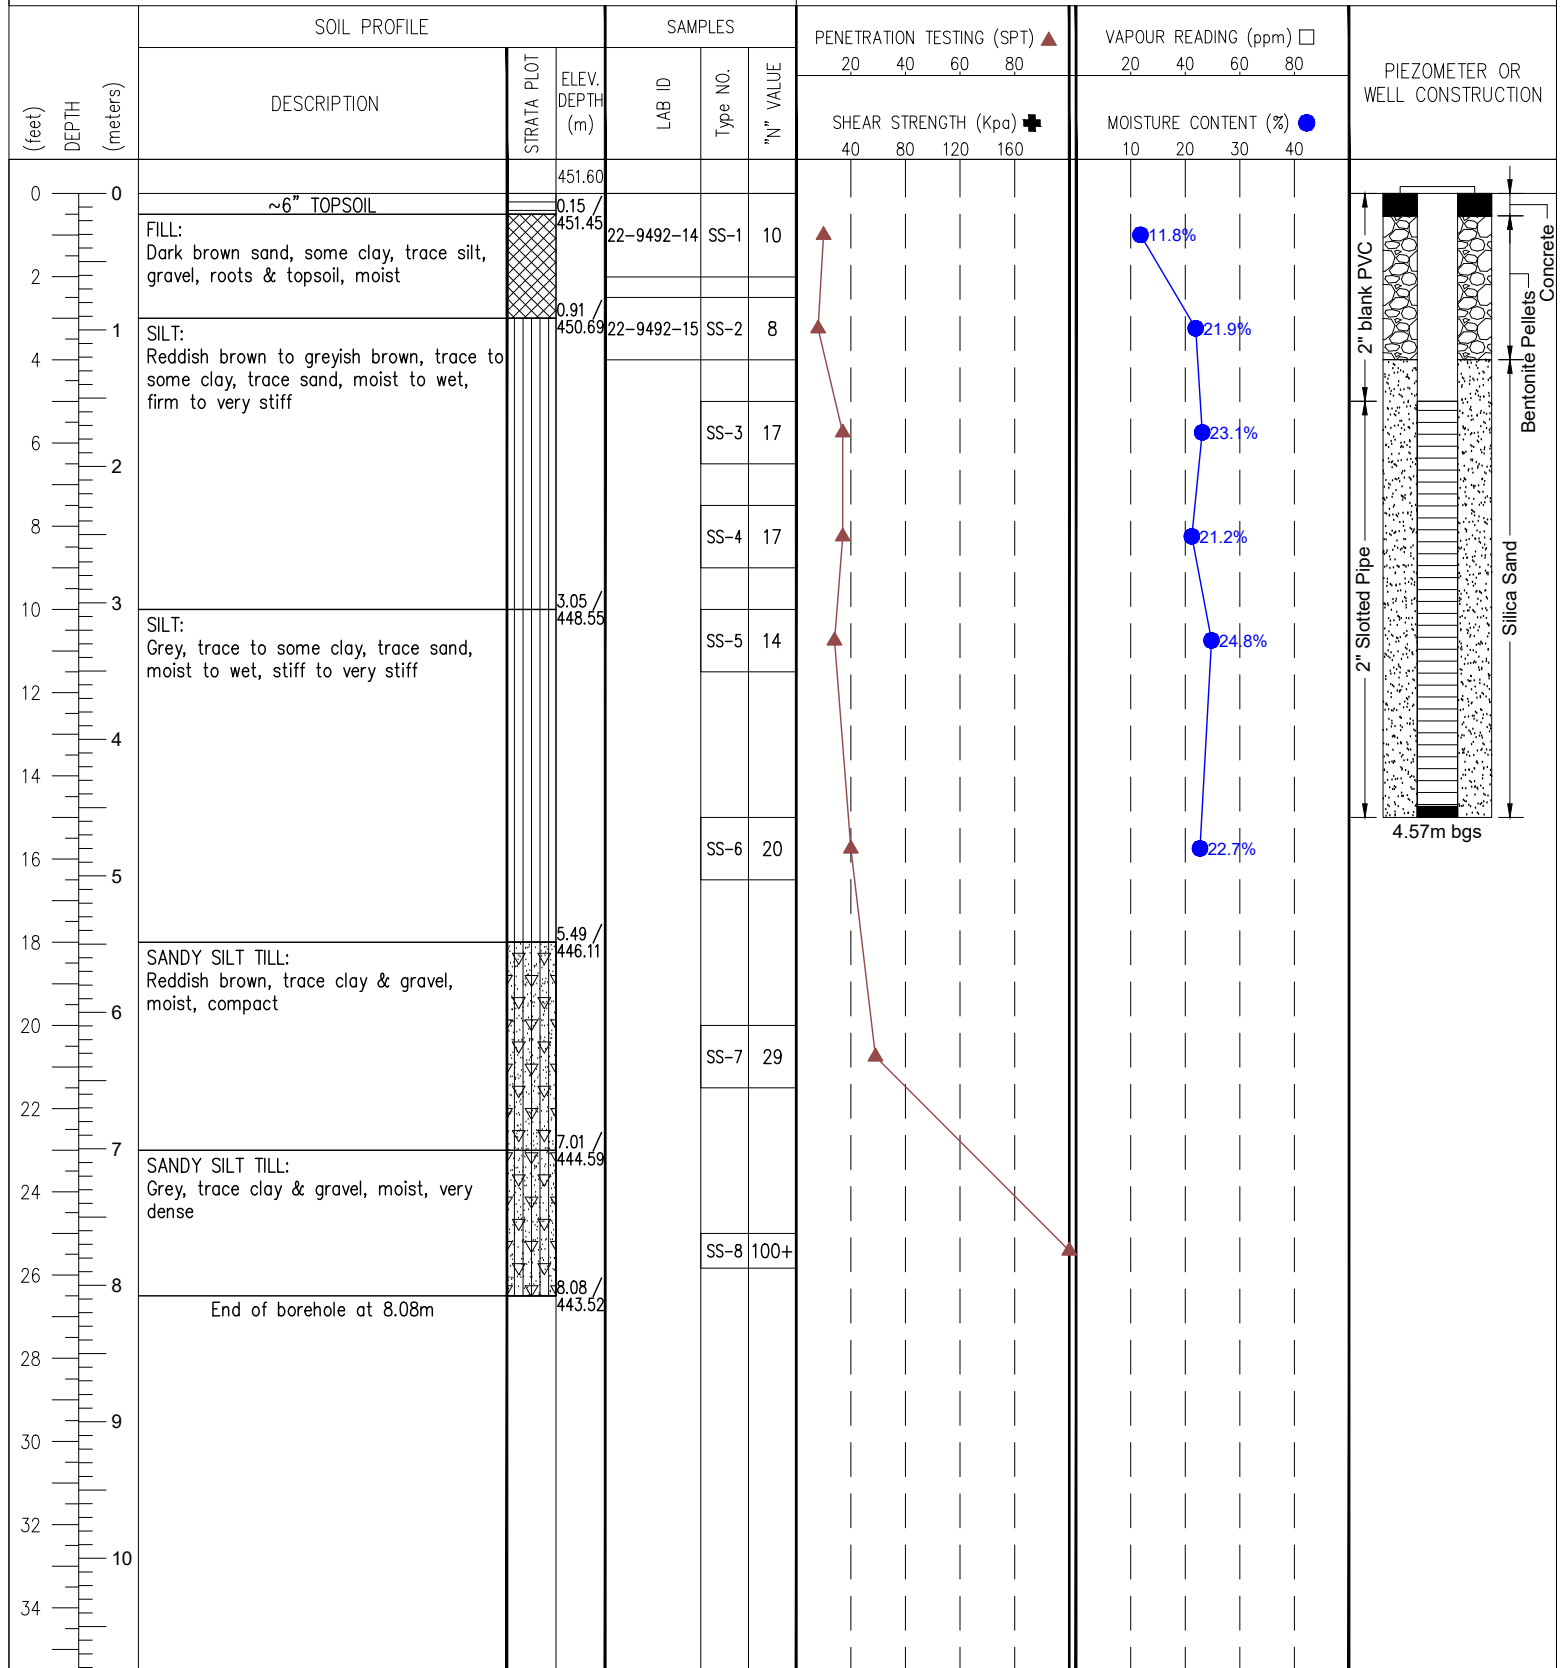 SOIL PROFILE
SAMPLES
PENETRATION TESTING (SPT)
20 40 60 80
SHEAR STRENGTH (Kpa)
40 80 120 160
VAPOUR READING (ppm)
20 40 60 80
MOISTURE CONTENT (%)
10 20 30 40
PIEZOMETER OR
WELL CONSTRUCTION
(feet)
DEPTH
(meters)
DESCRIPTION
STRATA PLOT
ELEV.
DEPTH
(m)
LAB ID
Type NO.
"N" VALUE
451.60
0
0
~6" TOPSOIL
0.15 /
451.45
FILL:
Dark brown sand, some clay, trace silt,
gravel, roots & topsoil, moist
22-9492-14 SS-1 10
11.8%
2
0.91 /
450.69
1
SILT:
Reddish brown to greyish brown, trace to
some clay, trace sand, moist to wet,
firm to very stiff
22-9492-15 SS-2 8
21.9%
4
SS-3 17
23.1%
6
2
8
SS-4 17
21.2%
10
3
3.05 /
448.55
SILT:
Grey, trace to some clay, trace sand,
moist to wet, stiff to very stiff
SS-5 14
24.8%
12
4
14
16
SS-6 20
22.7%
5
18
5.49 /
446.11
SANDY SILT TILL:
Reddish brown, trace clay & gravel,
moist, compact
6
20
SS-7 29
22
7
7.01 /
444.59
SANDY SILT TILL:
Grey, trace clay & gravel, moist, very
dense
24
SS-8 100+
26
8
8.08 /
443.52
End of borehole at 8.08m
28
9
30
32
10
34
2" blank PVC
2" Slotted Pipe
Concrete
Bentonite Pellets
Silica Sand
4.57m bgs